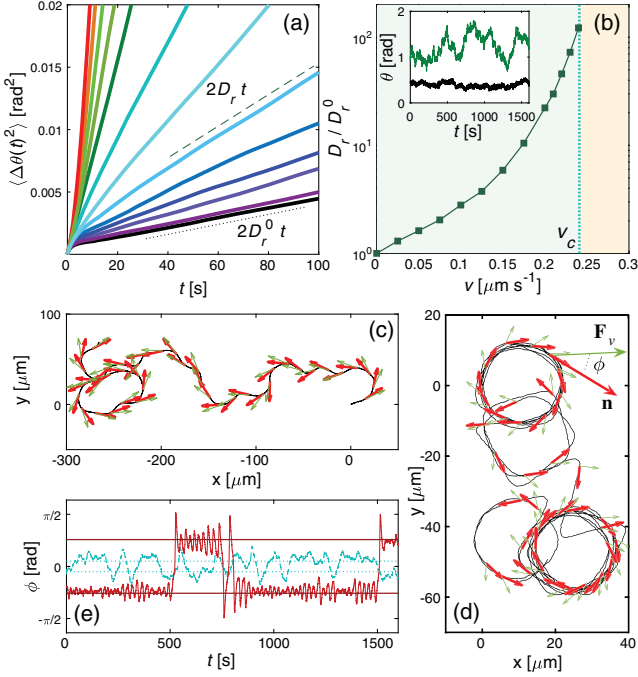 (a)
⟨Δθ(t)²⟩ [rad²]
0.02
0.015
0.01
0.005
2D_r t
2D_r^0 t
0 20 40 60 80 100
t [s]
(b)
D_r / D_r^0
10²
10¹
10⁰
θ [rad]
2
1
0
0 500 1000 1500
t [s]
v_c
0 0.05 0.1 0.15 0.2 0.25 0.3
v [μm s⁻¹]
(c)
y [μm]
100
50
0
-300 -200 -100 0
x [μm]
(d)
y [μm]
20
0
-20
-40
-60
F_v
ϕ
n
0 20 40
x [μm]
(e)
ϕ [rad]
π/2
0
-π/2
0 500 1000 1500
t [s]